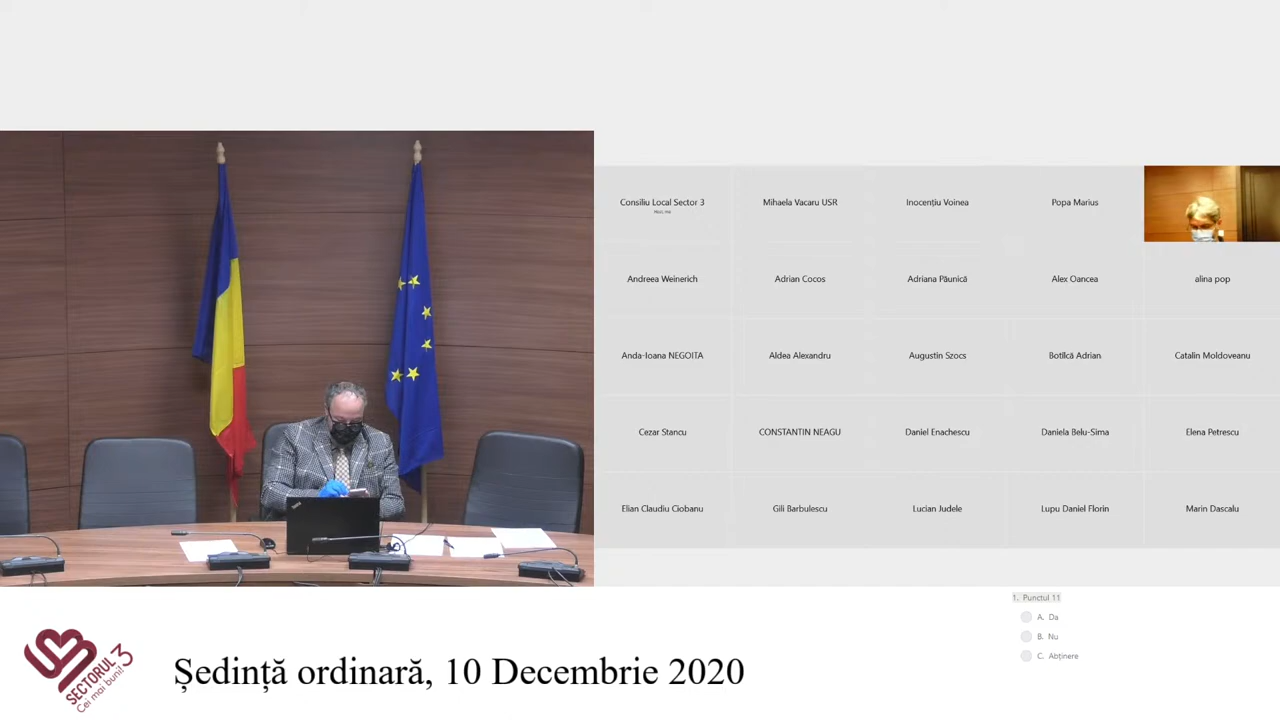 Consiliu Local Sector 3
Mihaela Vacaru USR
Inocențiu Voinea
Popa Marius
Andreea Weinerich
Adrian Cocos
Adriana Păunică
Alex Oancea
alina pop
Anda-Ioana NEGOITA
Aldea Alexandru
Augustin Szocs
Botîlcă Adrian
Catalin Moldoveanu
Cezar Stancu
CONSTANTIN NEAGU
Daniel Enachescu
Daniela Belu-Sima
Elena Petrescu
Elian Claudiu Ciobanu
Gili Barbulescu
Lucian Judele
Lupu Daniel Florin
Marin Dascalu
1. Punctul 11
A. Da
B. Nu
C. Abținere
SECTORUL 3
Cei mai buni!
Ședință ordinară, 10 Decembrie 2020